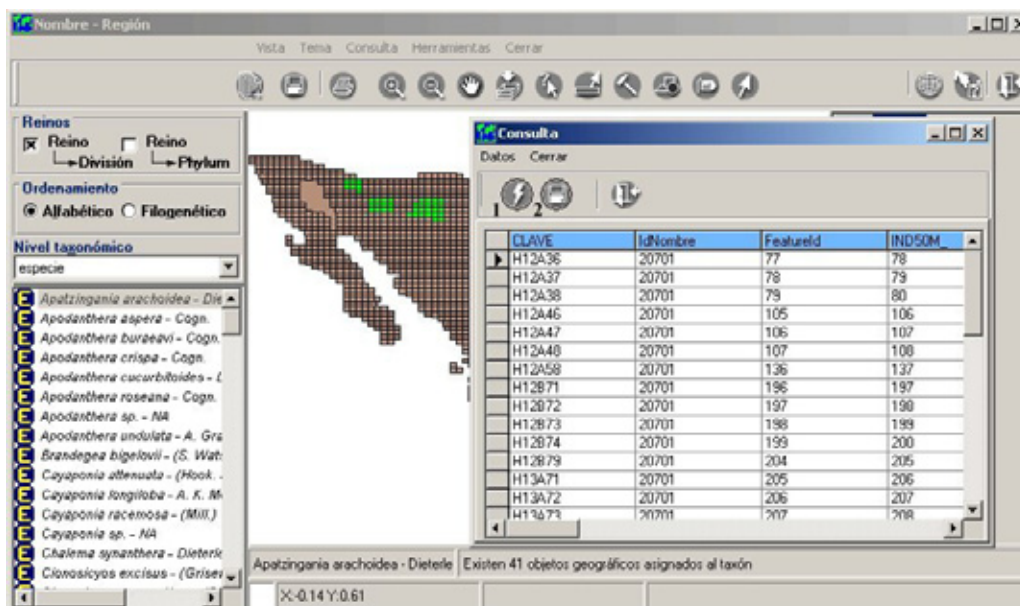 Nombre - Región
Vista Tema Consulta Herramientas Cerrar
Reinos
Reino Reino
División Phylum
Ordenamiento
Alfabético Filogenético
Nivel taxonómico
especie
E Apatzingania arachoidea - Die
E Apodanthera aspera - Cogn.
E Apodanthera buraeavi - Cogn.
E Apodanthera crispa - Cogn.
E Apodanthera cucurbitoides -
E Apodanthera roseana - Cogn.
E Apodanthera sp. - NA
E Apodanthera undulata - A. Gra
E Brandegea bigelovii - (S. Wats
E Cayaponia attenuata - (Hook.
E Cayaponia longiloba - A. K. M
E Cayaponia racemosa - (Mill.)
E Cayaponia sp. - NA
E Chalema synanthera - Dieterle
E Cionosicyos excisus - (Griseb
Consulta
Datos Cerrar
1 2
CLAVE IdNombre FeatureId IND50M_
H12A36 20701 77 78
H12A37 20701 78 79
H12A38 20701 79 80
H12A46 20701 105 106
H12A47 20701 106 107
H12A48 20701 107 108
H12A58 20701 136 137
H12B71 20701 196 197
H12B72 20701 197 198
H12B73 20701 198 199
H12B74 20701 199 200
H12B79 20701 204 205
H13A71 20701 205 206
H13A72 20701 206 207
H13A73 20701 207 208
Apatzingania arachoidea - Dieterle Existen 41 objetos geográficos asignados al taxón
X:-0.14 Y:0.61